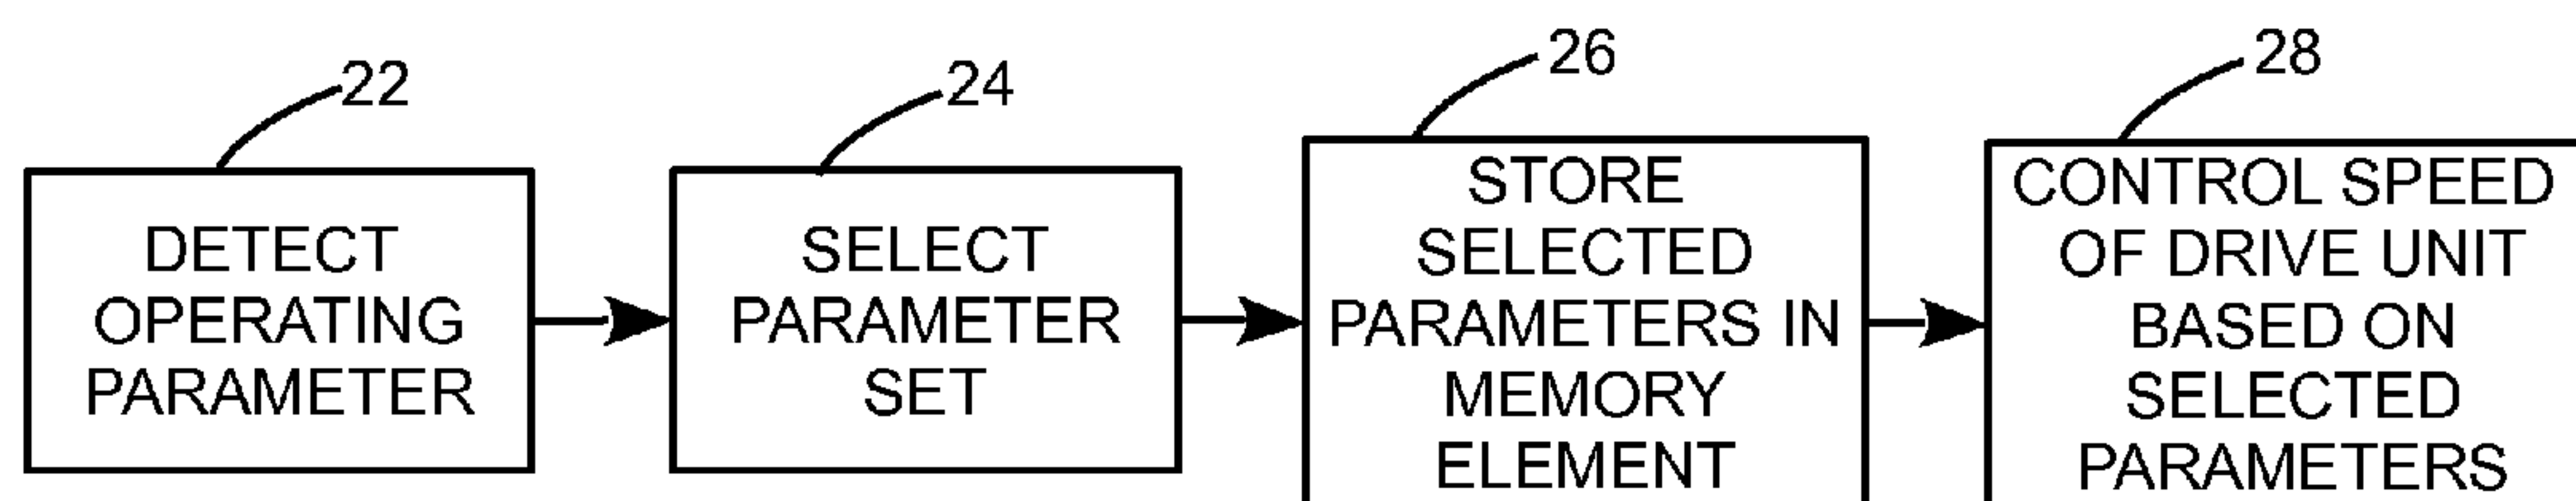 22
DETECT
OPERATING
PARAMETER
24
SELECT
PARAMETER
SET
26
STORE
SELECTED
PARAMETERS IN
MEMORY
ELEMENT
28
CONTROL SPEED
OF DRIVE UNIT
BASED ON
SELECTED
PARAMETERS